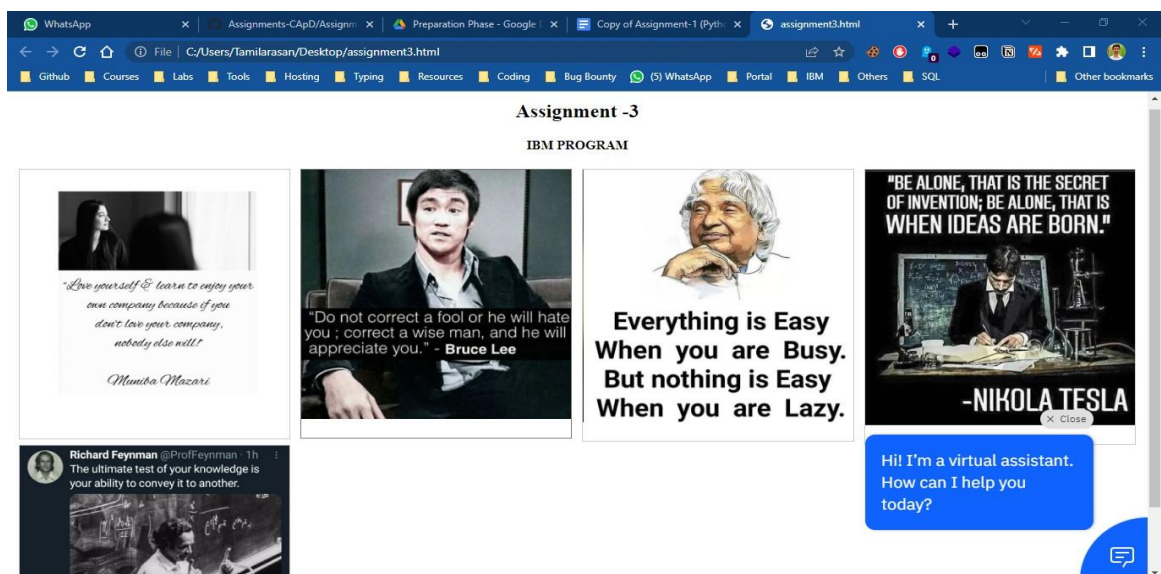 WhatsApp
Assignments-CApD/Assignm
Preparation Phase - Google D
Copy of Assignment-1 (Pytho
assignment3.html
File
C:/Users/Tamilarasan/Desktop/assignment3.html
0
Github
Courses
Labs
Tools
Hosting
Typing
Resources
Coding
Bug Bounty
(5) WhatsApp
Portal
IBM
Others
SQL
Other bookmarks
Assignment -3
IBM PROGRAM
"Love yourself & learn to enjoy your
own company because if you
don't love your company,
nobody else will!"
Muniba Mazari
"Do not correct a fool or he will hate
you ; correct a wise man, and he will
appreciate you." - Bruce Lee
Everything is Easy
When you are Busy.
But nothing is Easy
When you are Lazy.
"BE ALONE, THAT IS THE SECRET
OF INVENTION; BE ALONE, THAT IS
WHEN IDEAS ARE BORN."
-NIKOLA TESLA
Richard Feynman @ProfFeynman · 1h
The ultimate test of your knowledge is
your ability to convey it to another.
× Close
Hi! I'm a virtual assistant.
How can I help you
today?